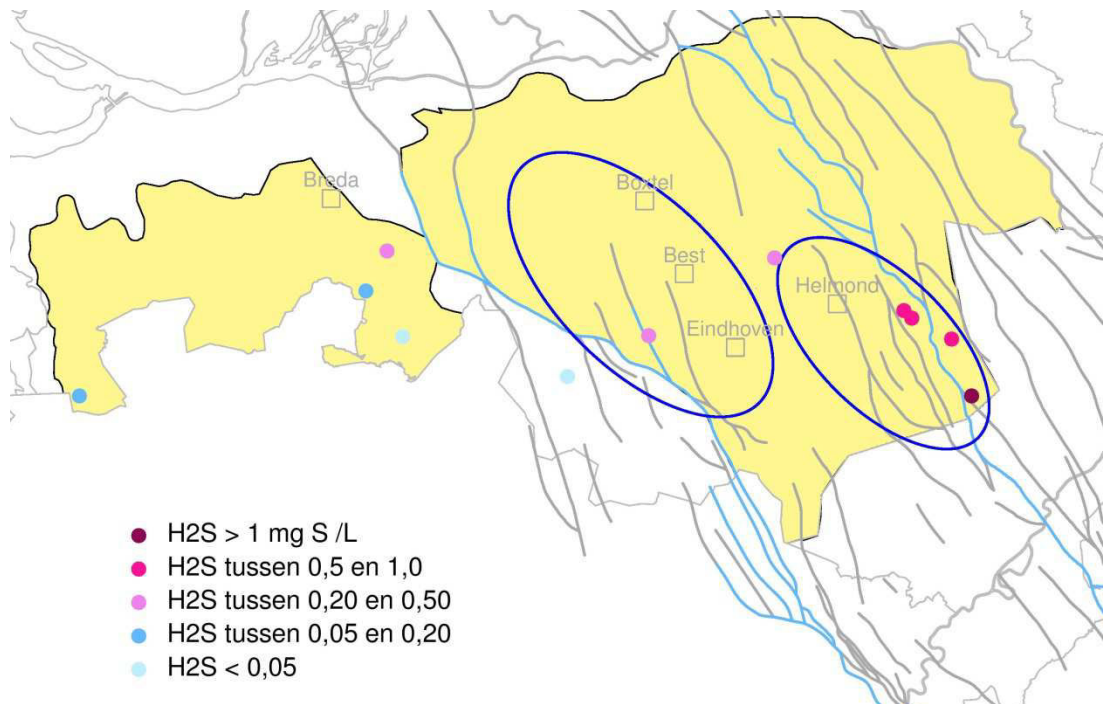 Breda
Boxtel
Best
Helmond
Eindhoven
H2S > 1 mg S /L
H2S tussen 0,5 en 1,0
H2S tussen 0,20 en 0,50
H2S tussen 0,05 en 0,20
H2S < 0,05